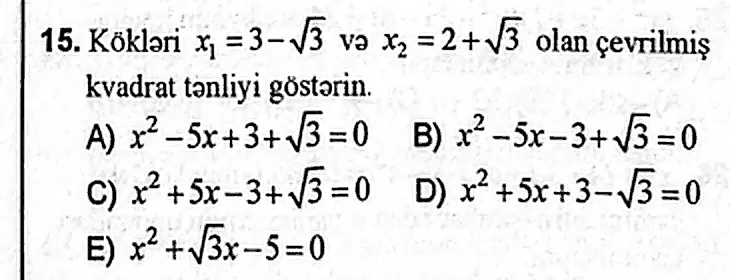 15. Kökləri x₁ = 3 − √3 və x₂ = 2 + √3 olan çevrilmiş
kvadrat tənliyi göstərin.
A) x² − 5x + 3 + √3 = 0 B) x² − 5x − 3 + √3 = 0
C) x² + 5x − 3 + √3 = 0 D) x² + 5x + 3 − √3 = 0
E) x² + √3x − 5 = 0